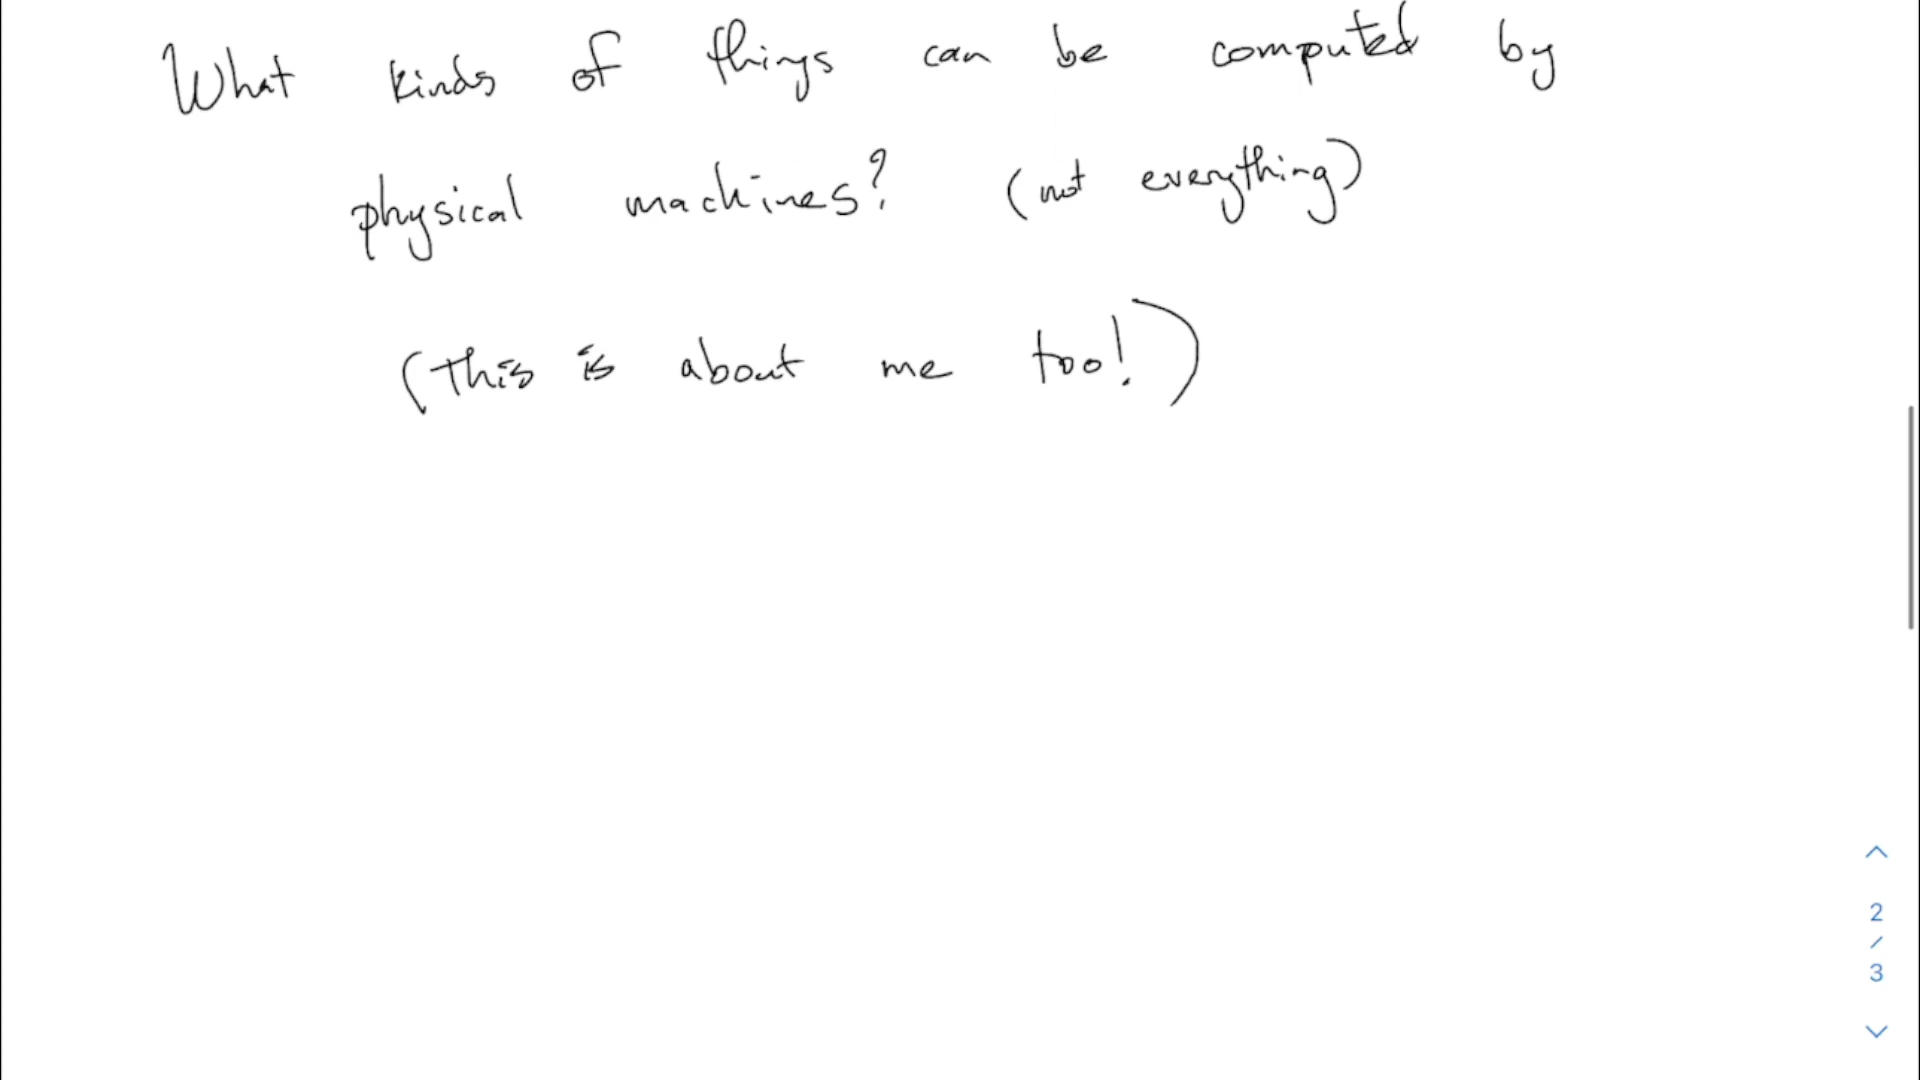 What kinds of things can be computed by
physical machines? (not everything)
(This is about me too!)
2
/
3